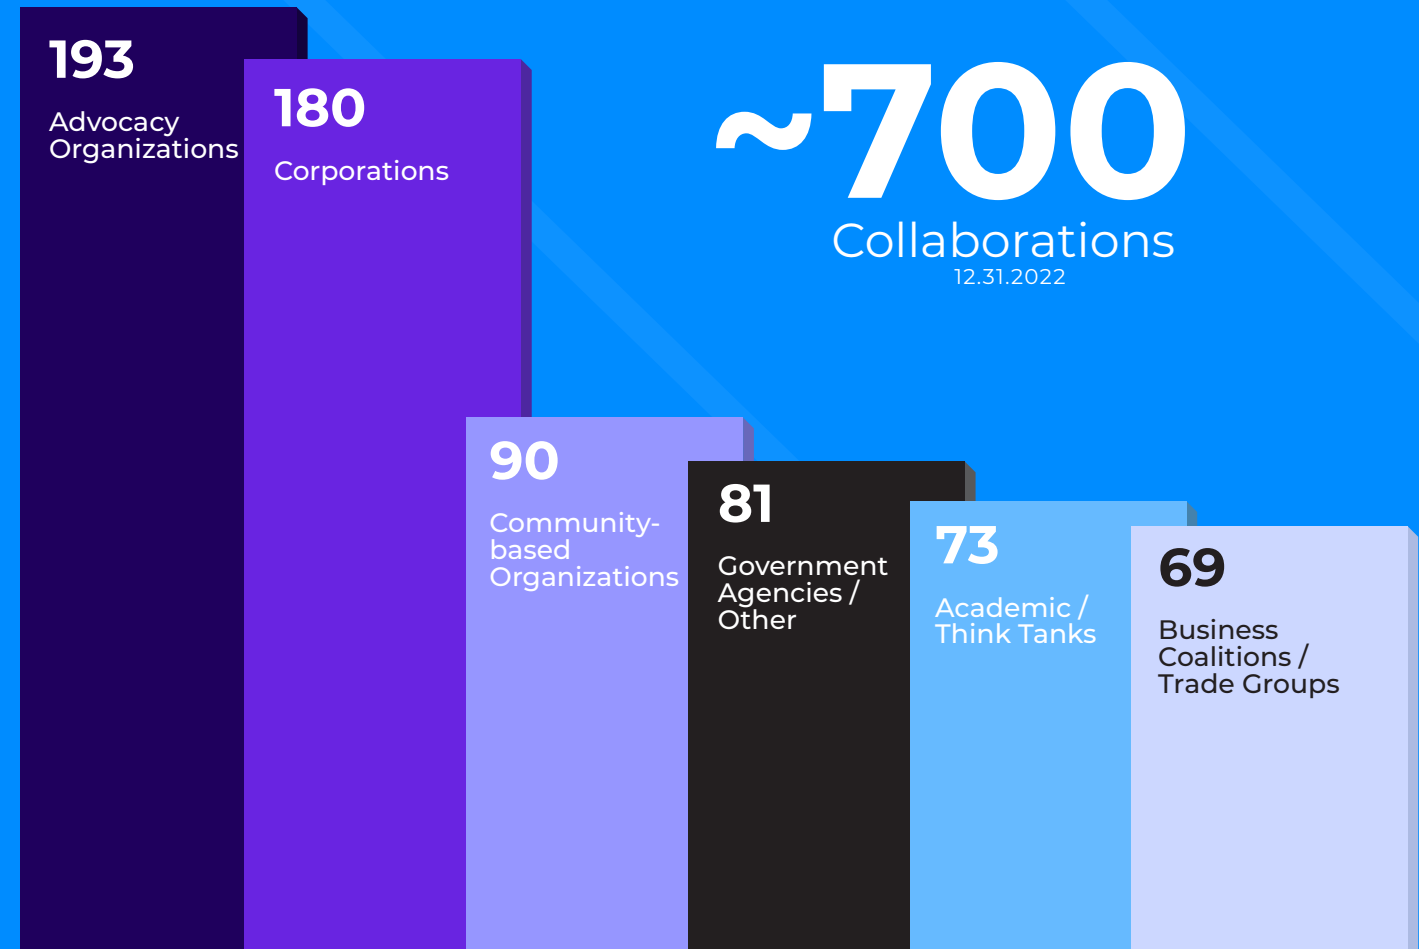 193
Advocacy
Organizations
180
Corporations
~700
Collaborations
12.31.2022
90
Community-
based
Organizations
81
Government
Agencies /
Other
73
Academic /
Think Tanks
69
Business
Coalitions /
Trade Groups